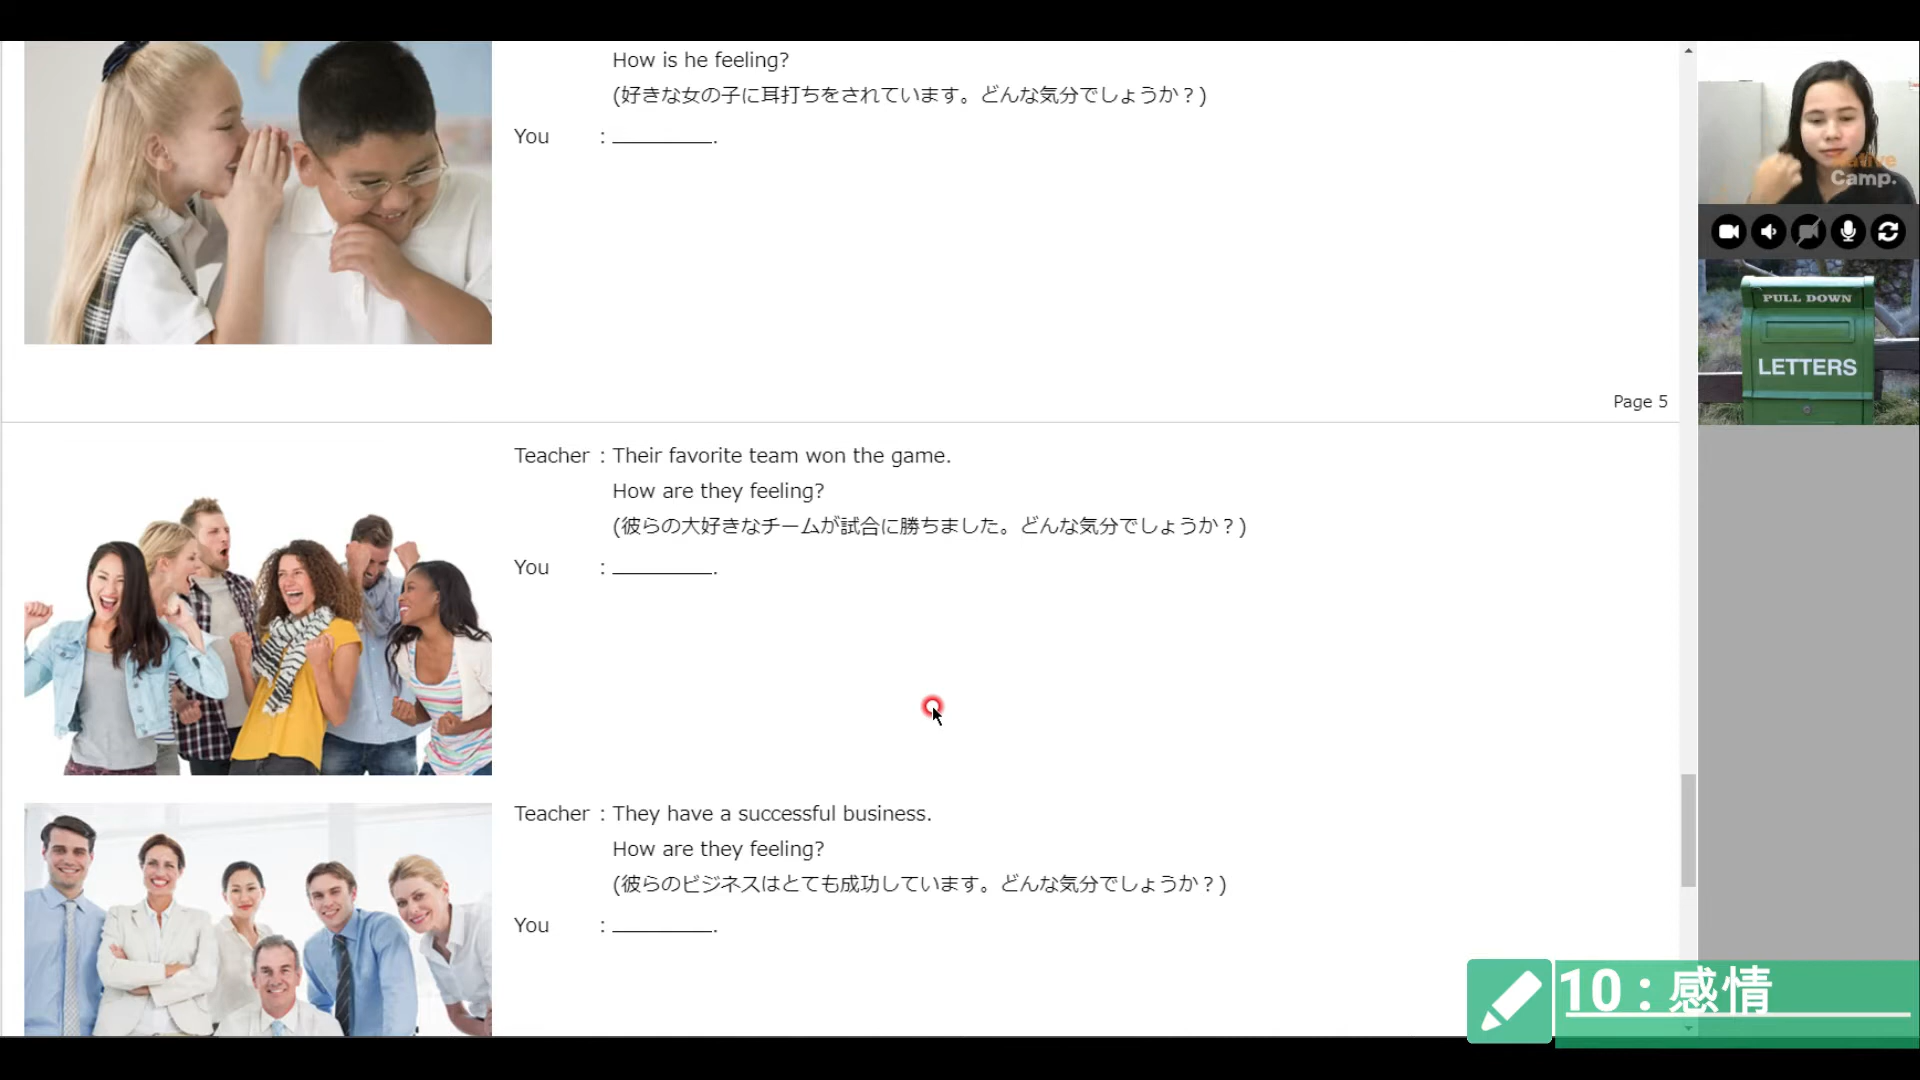 How is he feeling?
(好きな女の子に耳打ちをされています。どんな気分でしょうか？)
You : __________.
Page 5
Teacher : Their favorite team won the game.
How are they feeling?
(彼らの大好きなチームが試合に勝ちました。どんな気分でしょうか？)
You : __________.
Teacher : They have a successful business.
How are they feeling?
(彼らのビジネスはとても成功しています。どんな気分でしょうか？)
You : __________.
Native
Camp.
PULL DOWN
LETTERS
10：感情